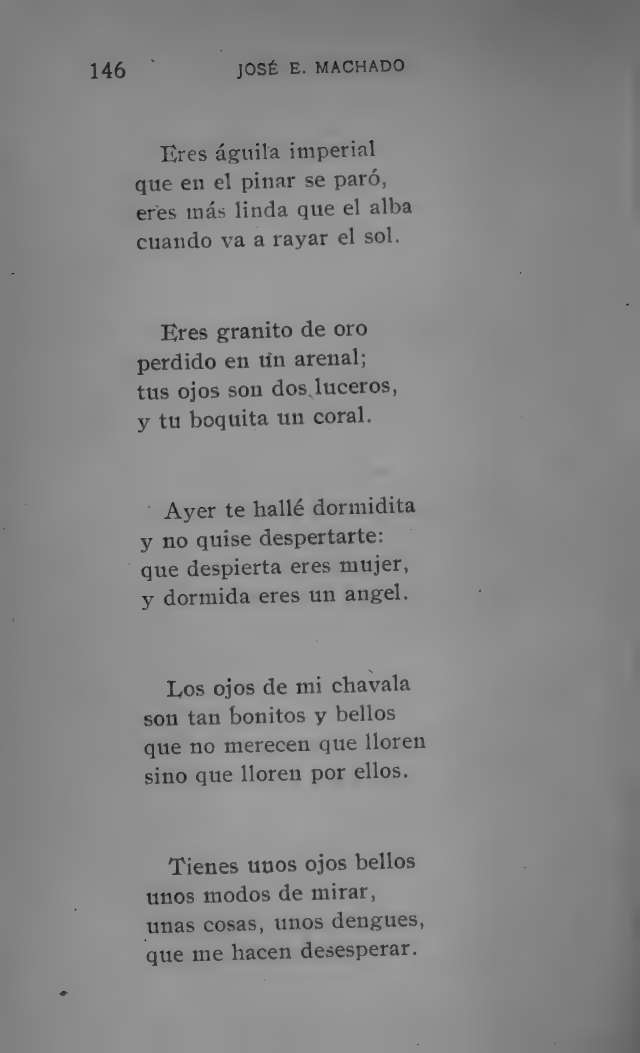 146
JOSÉ E. MACHADO
Eres águila imperial
que en el pinar se paró,
eres más linda que el alba
cuando va a rayar el sol.
Eres granito de oro
perdido en un arenal;
tus ojos son dos luceros,
y tu boquita un coral.
Ayer te hallé dormidita
y no quise despertarte:
que despierta eres mujer,
y dormida eres un angel.
Los ojos de mi chavala
son tan bonitos y bellos
que no merecen que lloren
sino que lloren por ellos.
Tienes unos ojos bellos
unos modos de mirar,
unas cosas, unos dengues,
que me hacen desesperar.